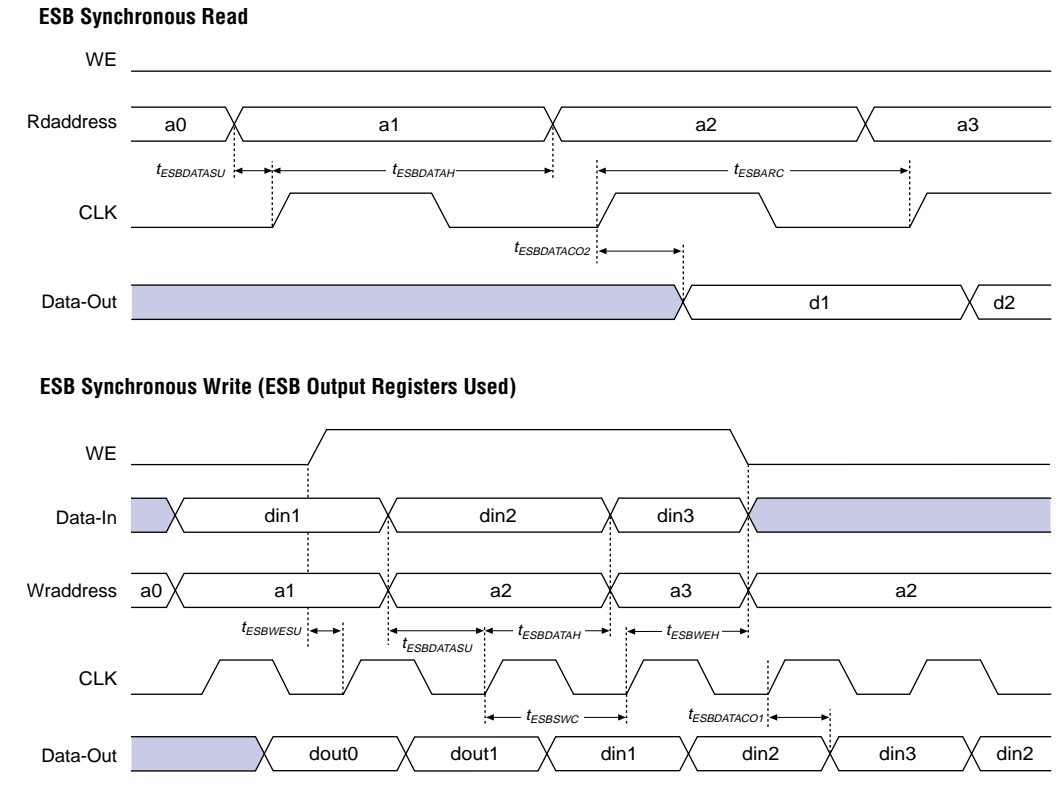 ESB Synchronous Read
WE
Rdaddress a0 a1 a2 a3
tESBDATASU tESBDATAH tESBARC
CLK
tESBDATACO2
Data-Out d1 d2
ESB Synchronous Write (ESB Output Registers Used)
WE
Data-In din1 din2 din3
Wraddress a0 a1 a2 a3 a2
tESBWESU tESBDATASU tESBDATAH tESBWEH
CLK
tESBSWC tESBDATACO1
Data-Out dout0 dout1 din1 din2 din3 din2